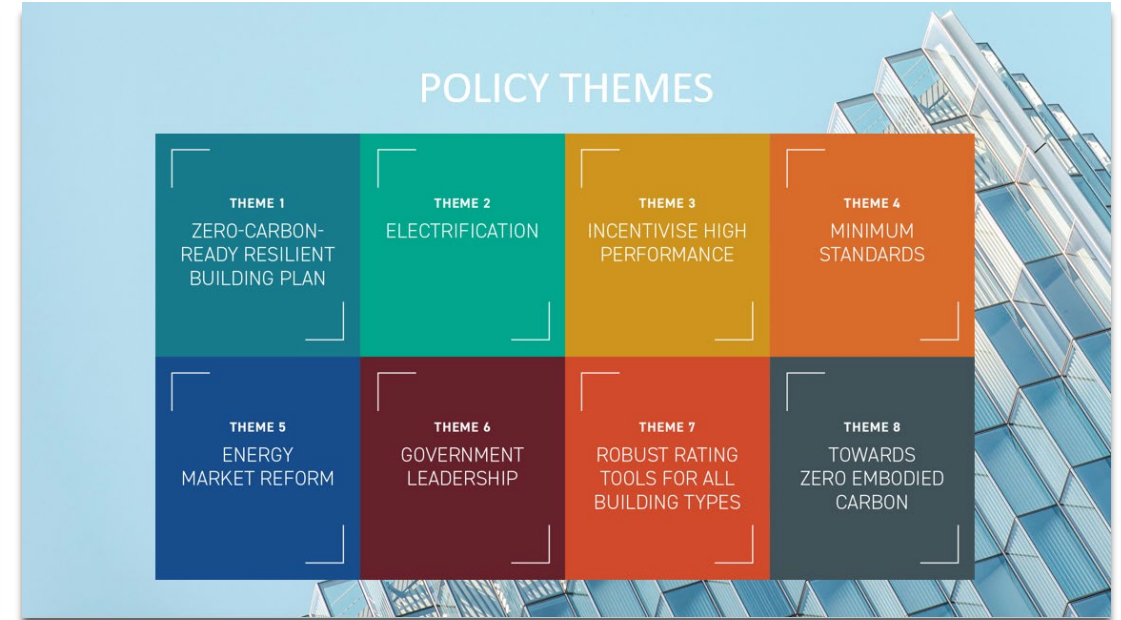 POLICY THEMES
THEME 1
ZERO-CARBON-
READY RESILIENT
BUILDING PLAN
THEME 2
ELECTRIFICATION
THEME 3
INCENTIVISE HIGH
PERFORMANCE
THEME 4
MINIMUM
STANDARDS
THEME 5
ENERGY
MARKET REFORM
THEME 6
GOVERNMENT
LEADERSHIP
THEME 7
ROBUST RATING
TOOLS FOR ALL
BUILDING TYPES
THEME 8
TOWARDS
ZERO EMBODIED
CARBON